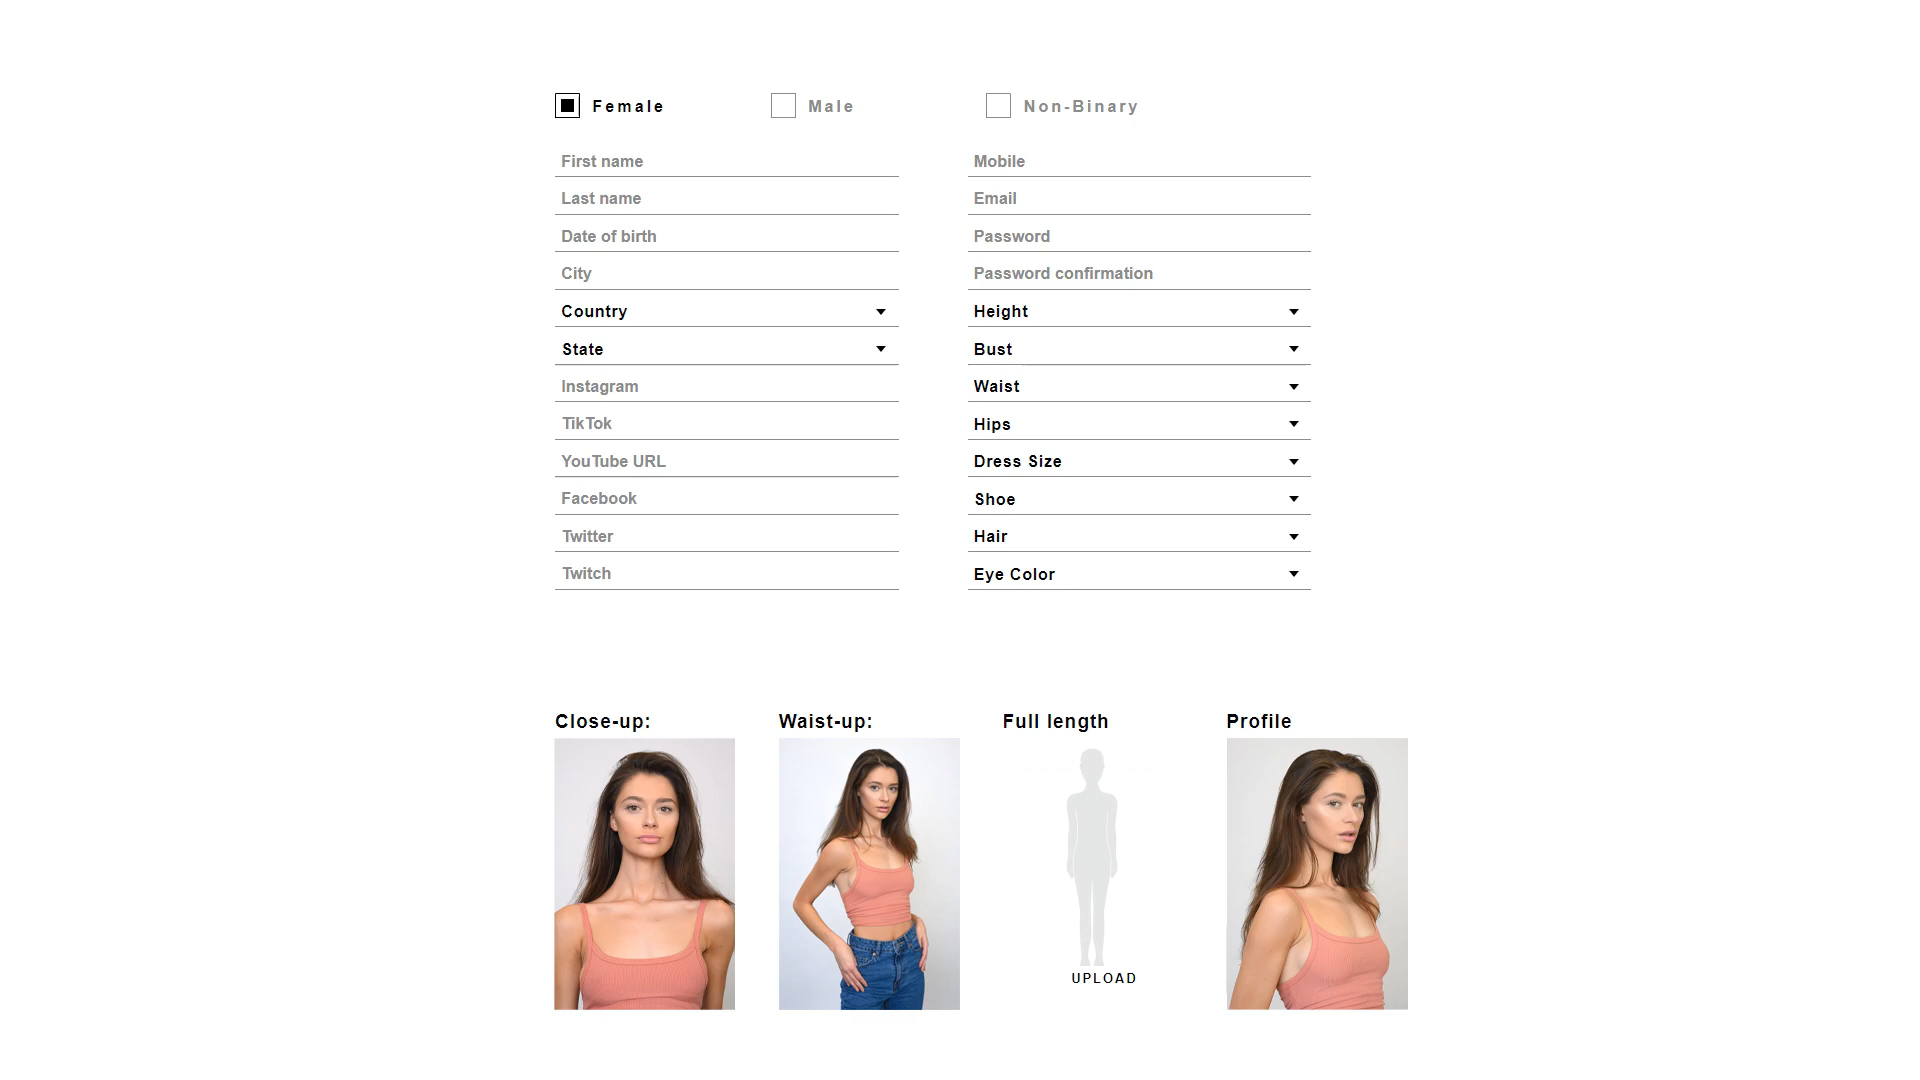 Female Male Non-Binary
First name Mobile
Last name Email
Date of birth Password
City Password confirmation
Country Height
State Bust
Instagram Waist
TikTok Hips
YouTube URL Dress Size
Facebook Shoe
Twitter Hair
Twitch Eye Color
Close-up: Waist-up: Full length Profile
UPLOAD